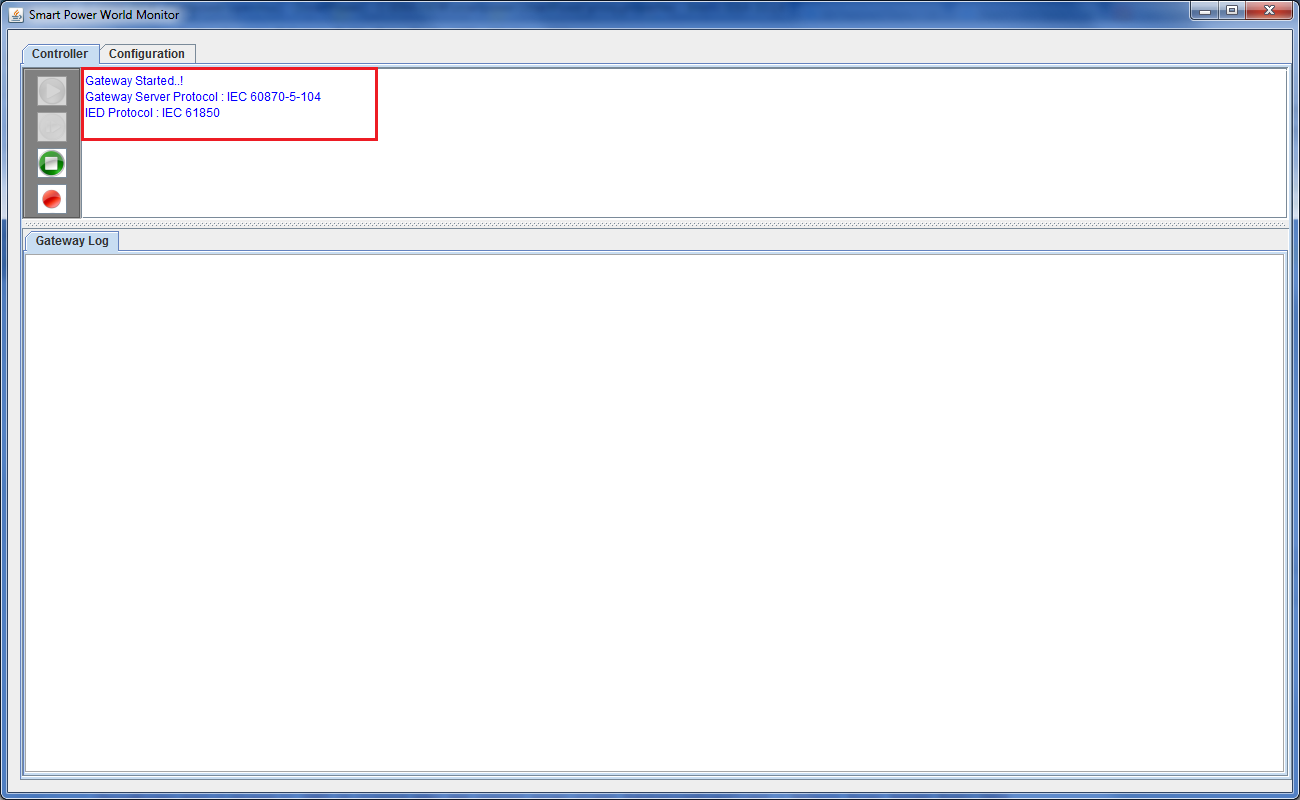 Smart Power World Monitor
Controller
Configuration
Gateway Started..!
Gateway Server Protocol : IEC 60870-5-104
IED Protocol : IEC 61850
Gateway Log